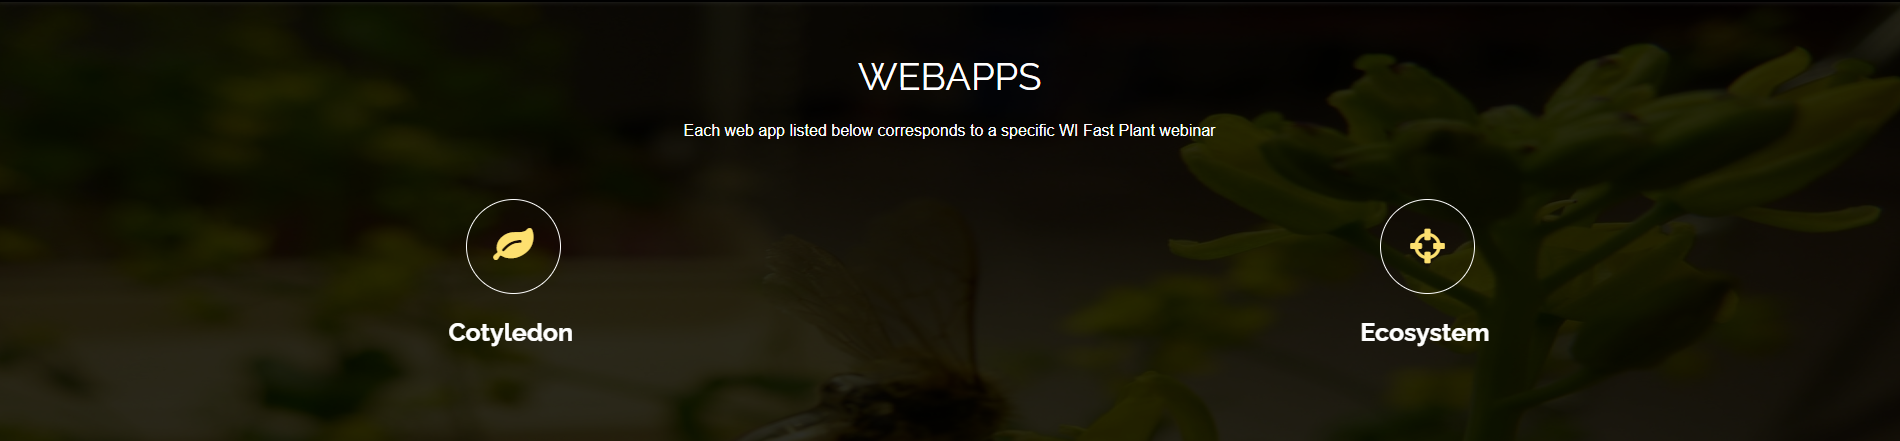 WEBAPPS
Each web app listed below corresponds to a specific WI Fast Plant webinar
Cotyledon
Ecosystem